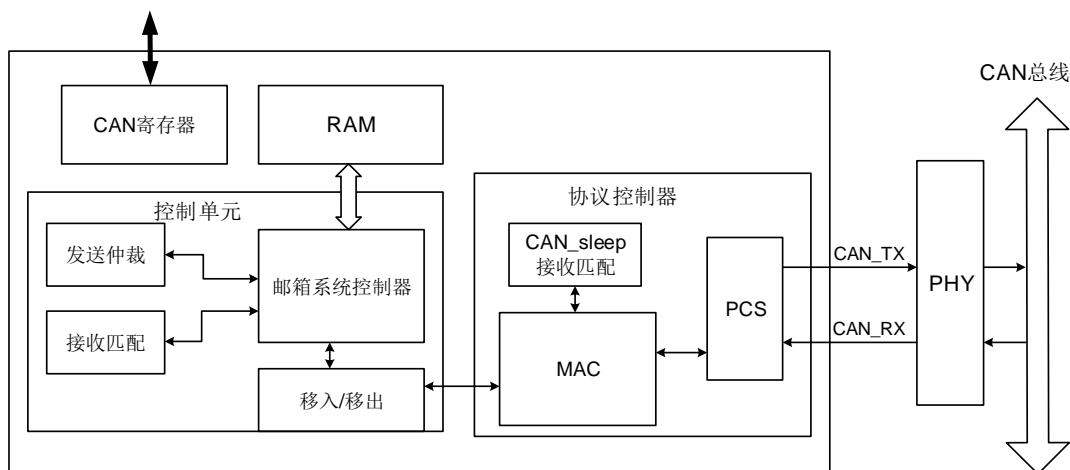 CAN总线
CAN寄存器
RAM
控制单元
发送仲裁
邮箱系统控制器
接收匹配
移入/移出
协议控制器
CAN_sleep
接收匹配
MAC
PCS
CAN_TX
CAN_RX
PHY